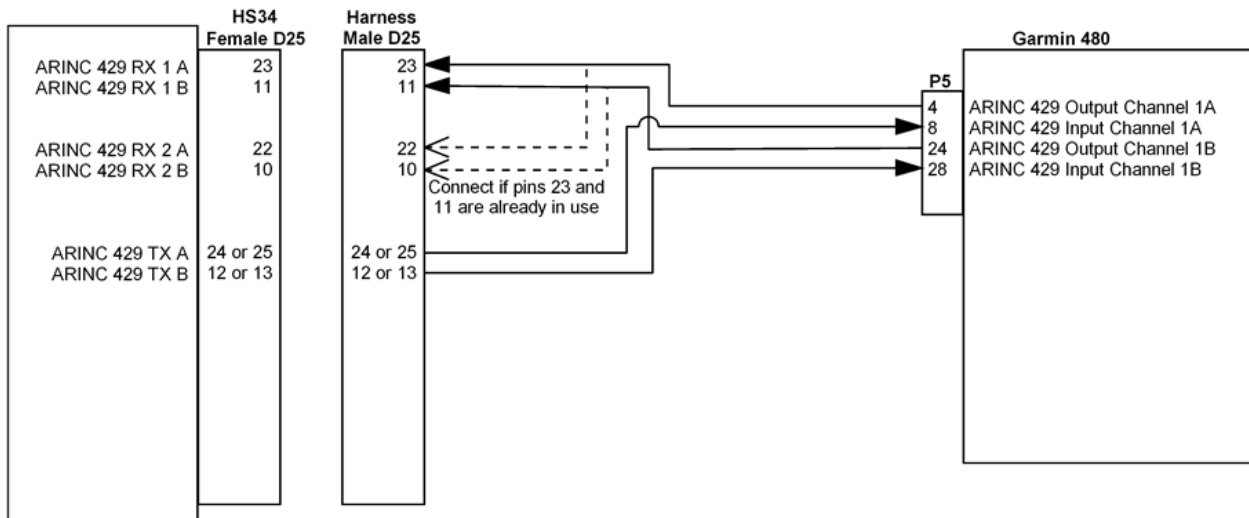 HS34
Female D25
Harness
Male D25
Garmin 480
P5
ARINC 429 RX 1 A
23
23
ARINC 429 RX 1 B
11
11
4
ARINC 429 Output Channel 1A
8
ARINC 429 Input Channel 1A
24
ARINC 429 Output Channel 1B
28
ARINC 429 Input Channel 1B
ARINC 429 RX 2 A
22
22
ARINC 429 RX 2 B
10
10
Connect if pins 23 and
11 are already in use
ARINC 429 TX A
24 or 25
24 or 25
ARINC 429 TX B
12 or 13
12 or 13